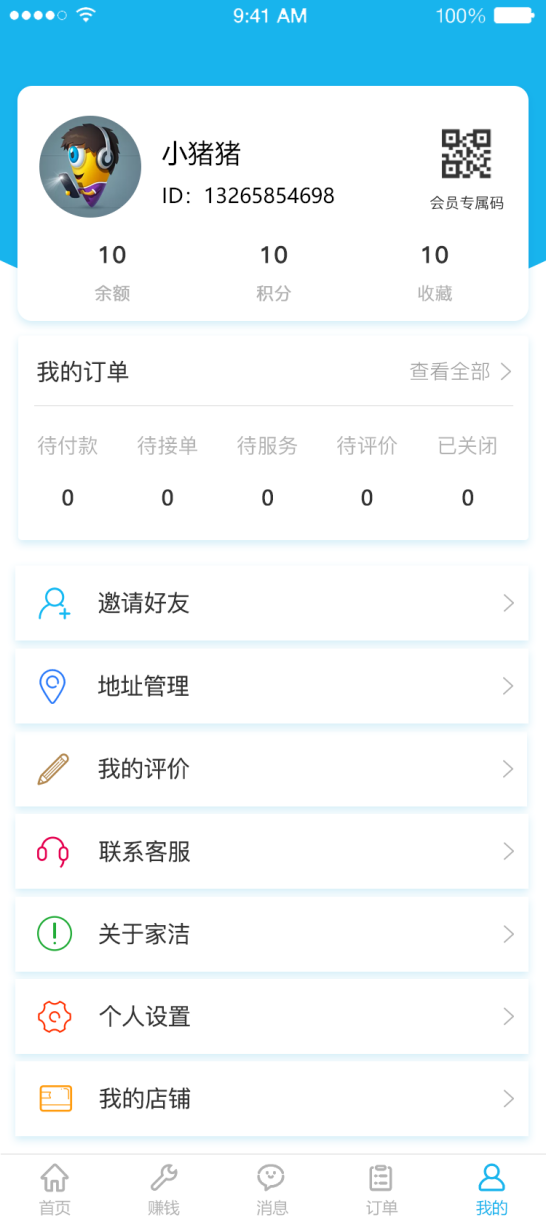 9:41 AM 100%
小猪猪
ID：13265854698
会员专属码
10 10 10
余额 积分 收藏
我的订单 查看全部
待付款 待接单 待服务 待评价 已关闭
0 0 0 0 0
邀请好友
地址管理
我的评价
联系客服
关于家洁
个人设置
我的店铺
首页 赚钱 消息 订单 我的